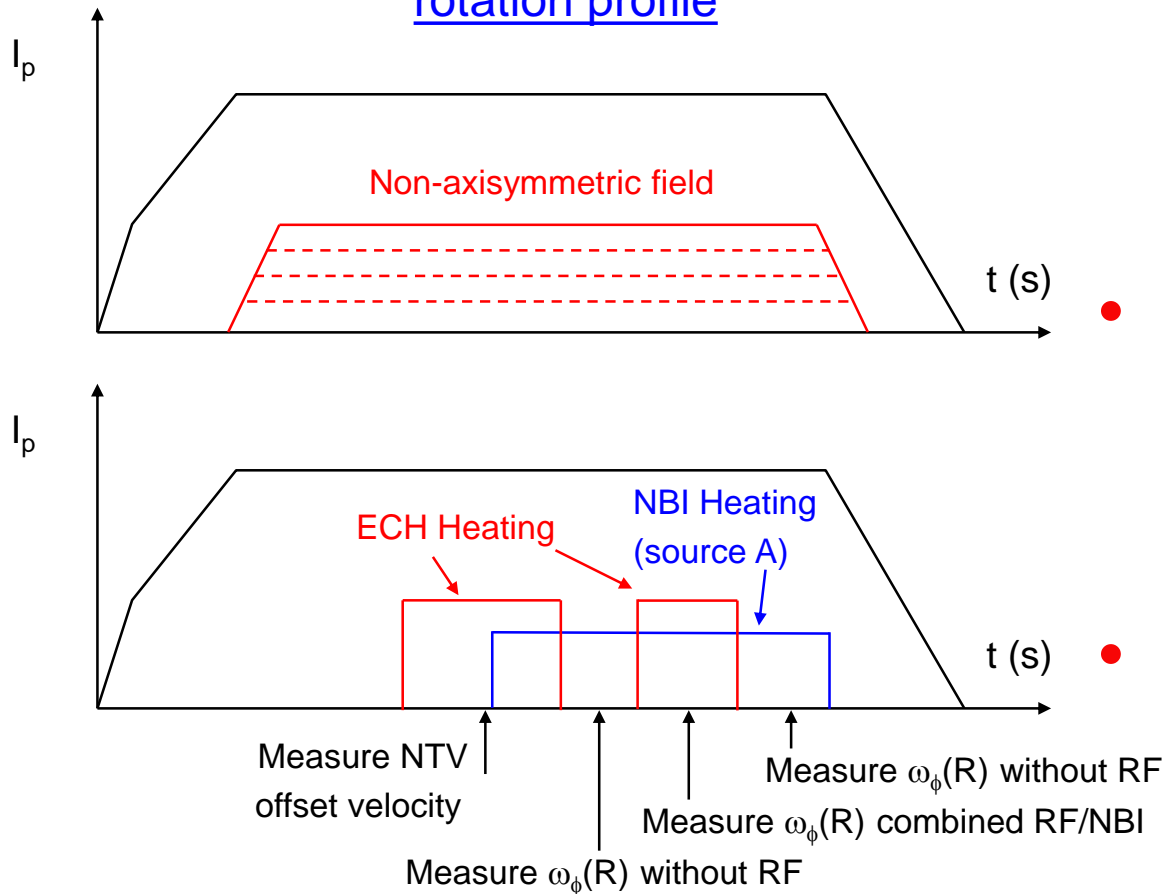 rotation profile
Ip
Non-axisymmetric field
t (s)
Ip
NBI Heating
(source A)
ECH Heating
t (s)
Measure NTV
offset velocity
Measure ωϕ(R) without RF
Measure ωϕ(R) combined RF/NBI
Measure ωϕ(R) without RF